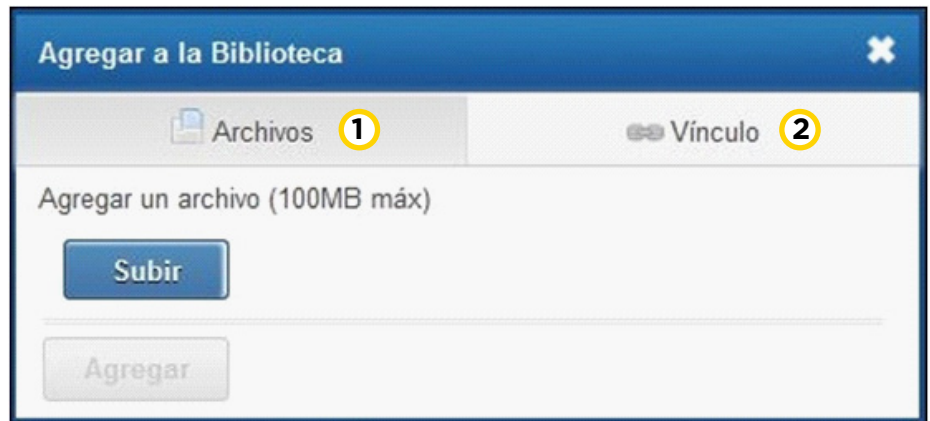 Agregar a la Biblioteca
Archivos 1 Vínculo 2
Agregar un archivo (100MB máx)
Subir
Agregar